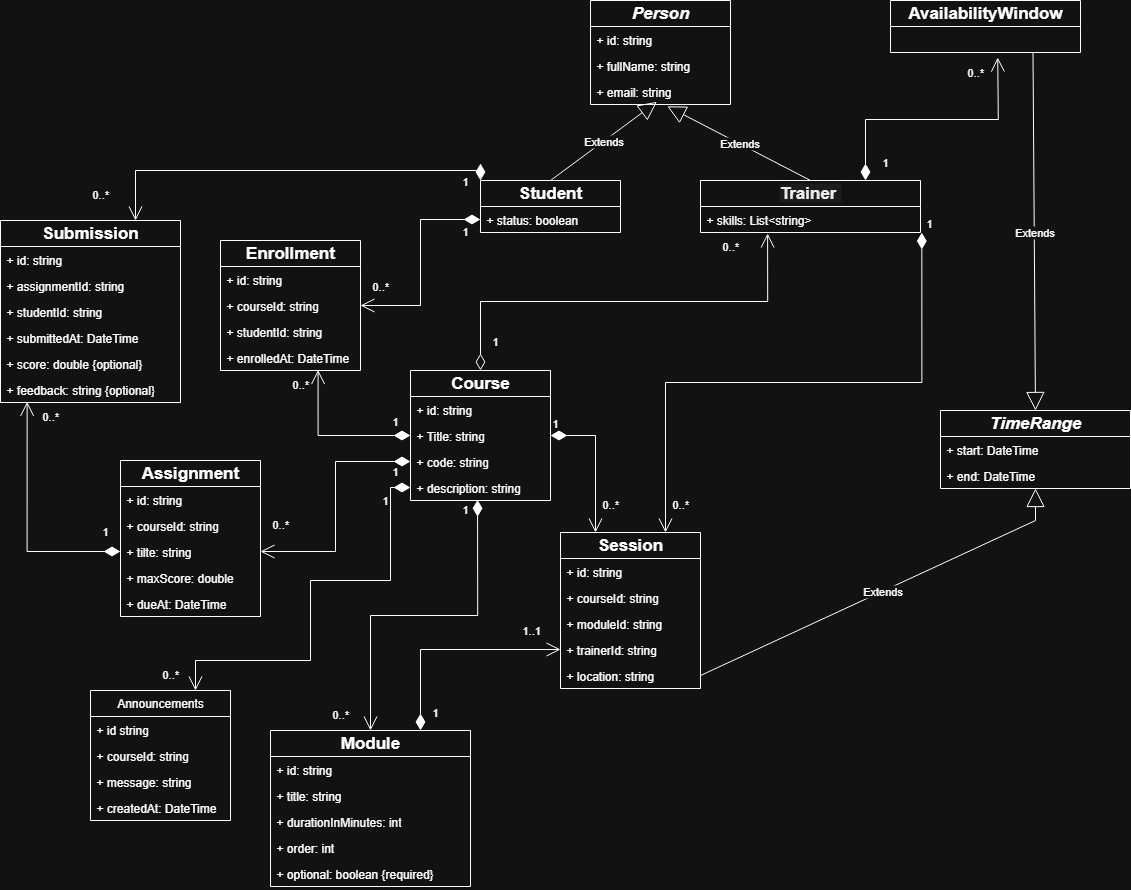 Person
+ id: string
+ fullName: string
+ email: string
AvailabilityWindow
0..*
Extends
Extends
1
1
Student
+ status: boolean
1
Trainer
+ skills: List<string>
1
0..*
0..*
Extends
Submission
+ id: string
+ assignmentId: string
+ studentId: string
+ submittedAt: DateTime
+ score: double {optional}
+ feedback: string {optional}
0..*
Enrollment
+ id: string
+ courseId: string
+ studentId: string
+ enrolledAt: DateTime
0..*
0..*
1
Course
+ id: string
+ Title: string
+ code: string
+ description: string
1
1
1
1
1
TimeRange
+ start: DateTime
+ end: DateTime
Assignment
+ id: string
+ courseId: string
+ tilte: string
+ maxScore: double
+ dueAt: DateTime
1
0..*
0..*
0..*
Session
+ id: string
+ courseId: string
+ moduleId: string
+ trainerId: string
+ location: string
Extends
1..1
0..*
Announcements
+ id string
+ courseId: string
+ message: string
+ createdAt: DateTime
0..*
1
Module
+ id: string
+ title: string
+ durationInMinutes: int
+ order: int
+ optional: boolean {required}